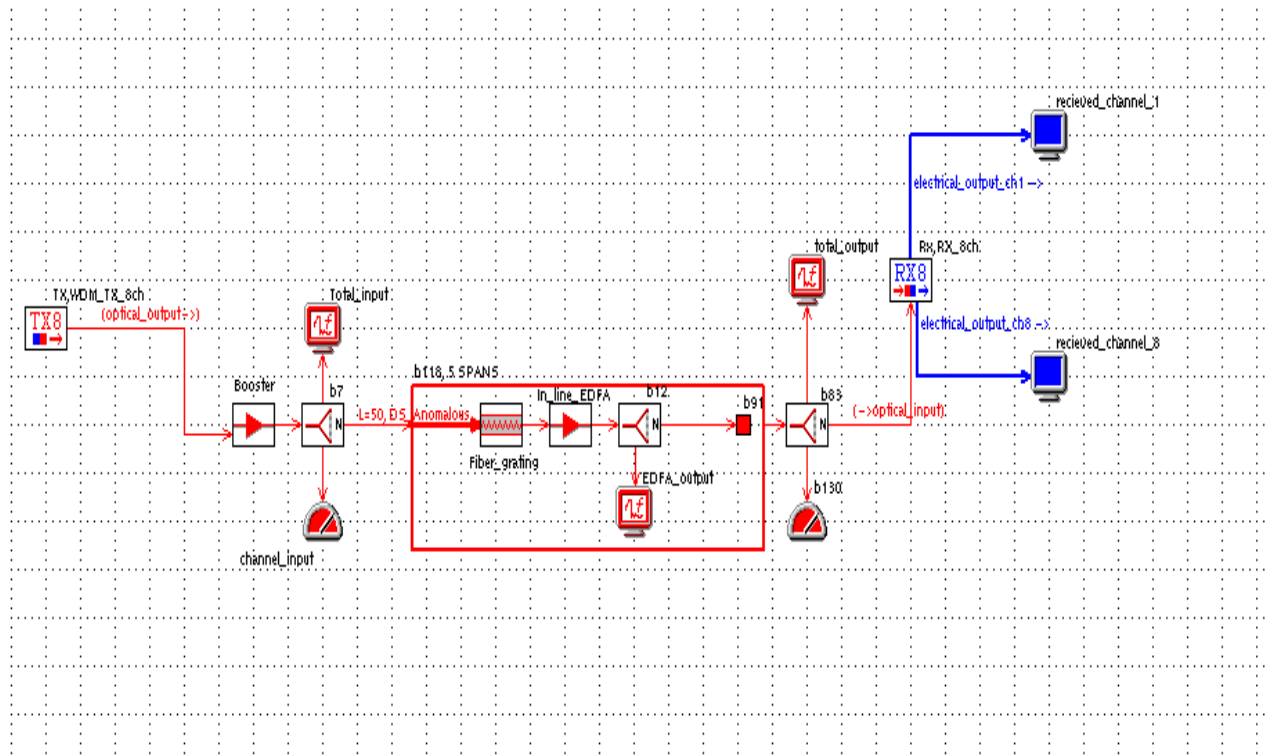 recieved_channel_1
electrical_output_ch1 ->
total_output
Rx,RX_8ch
RX8
TX,WDM_TX_8ch
(optical_output->)
TX8
Total_input
electrical_output_ch8 ->
recieved_channel_8
b118, 5 SPANS
Booster
b7
In_line_EDFA
b12
b91
b83
L=50, DS_Anomalous
(->optical_input)
N
N
N
Fiber_grating
EDFA_output
b130
channel_input